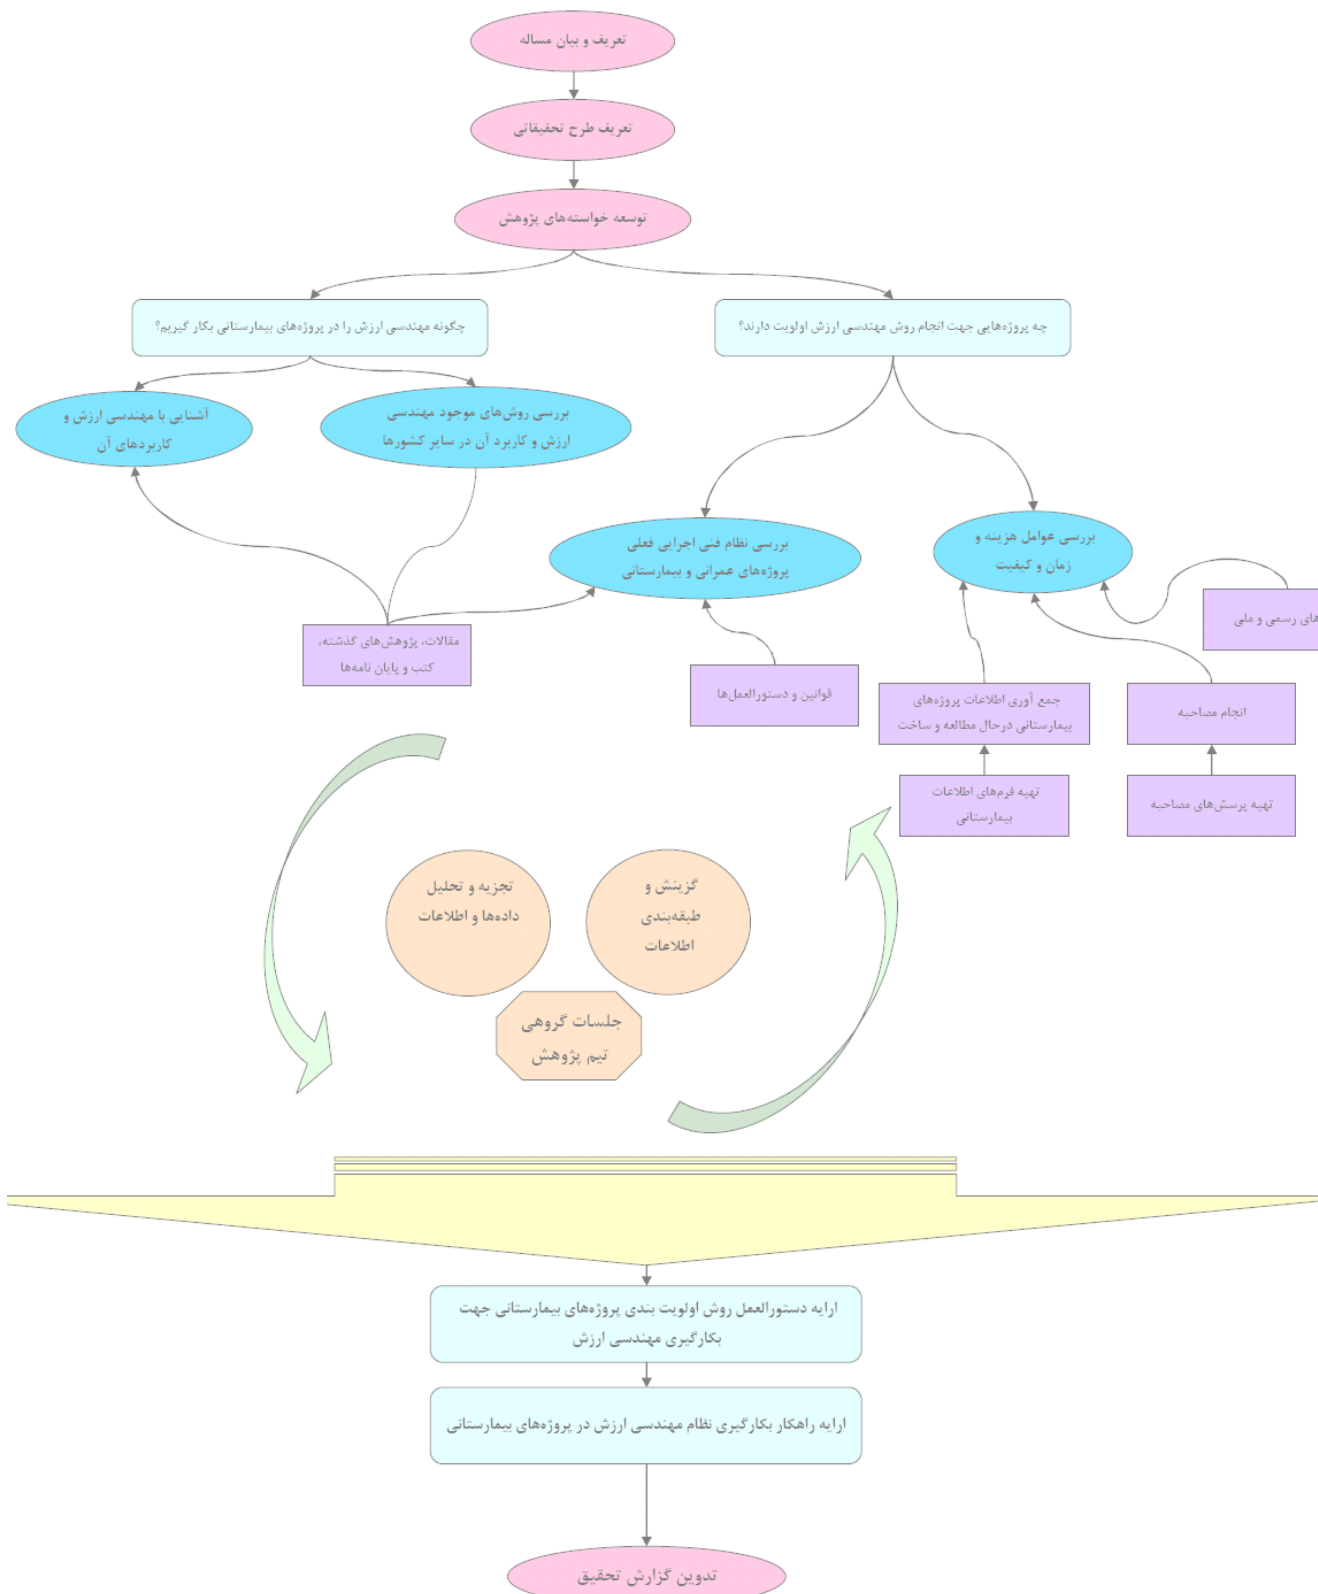 تعریف و بیان مساله
تعریف طرح تحقیقاتی
توسعه خواسته‌های پژوهش
چه پروژه‌هایی جهت انجام روش مهندسی ارزش اولویت دارند؟
چگونه مهندسی ارزش را در پروژه‌های بیمارستانی بکار گیریم؟
بررسی روش‌های موجود مهندسی
ارزش و کاربرد آن در سایر کشورها
آشنایی با مهندسی ارزش و
کاربردهای آن
بررسی عوامل هزینه و
زمان و کیفیت
بررسی نظام فنی اجرایی فعلی
پروژه‌های عمرانی و بیمارستانی
های رسمی و ملی
مقالات، پژوهش‌های گذشته،
کتب و پایان نامه‌ها
قوانین و دستورالعمل‌ها
جمع آوری اطلاعات پروژه‌های
بیمارستانی درحال مطالعه و ساخت
انجام مصاحبه
تهیه فرم‌های اطلاعات
بیمارستانی
تهیه پرسش‌های مصاحبه
گزینش و
طبقه‌بندی
اطلاعات
تجزیه و تحلیل
داده‌ها و اطلاعات
جلسات گروهی
تیم پژوهش
ارایه دستورالعمل روش اولویت بندی پروژه‌های بیمارستانی جهت
بکارگیری مهندسی ارزش
ارایه راهکار بکارگیری نظام مهندسی ارزش در پروژه‌های بیمارستانی
تدوین گزارش تحقیق